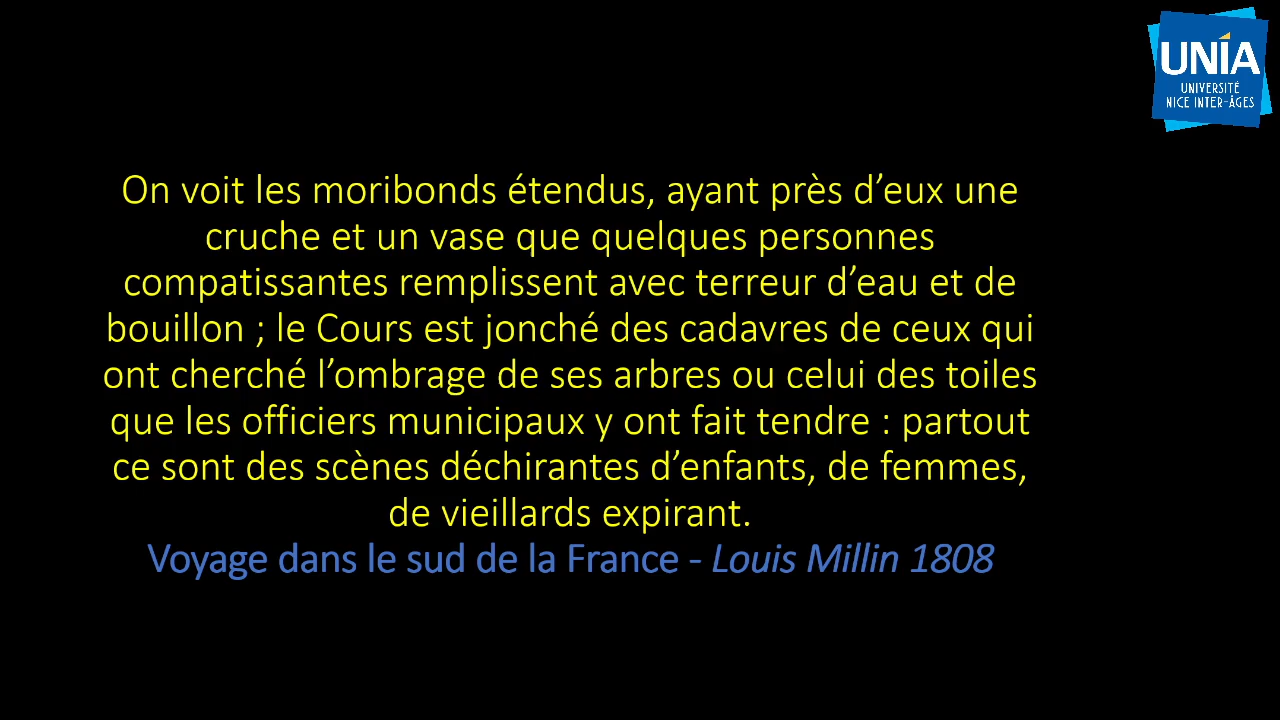 UNÍA
UNIVERSITÉ
NICE INTER-ÂGES
On voit les moribonds étendus, ayant près d’eux une
cruche et un vase que quelques personnes
compatissantes remplissent avec terreur d’eau et de
bouillon ; le Cours est jonché des cadavres de ceux qui
ont cherché l’ombrage de ses arbres ou celui des toiles
que les officiers municipaux y ont fait tendre : partout
ce sont des scènes déchirantes d’enfants, de femmes,
de vieillards expirant.
Voyage dans le sud de la France - Louis Millin 1808